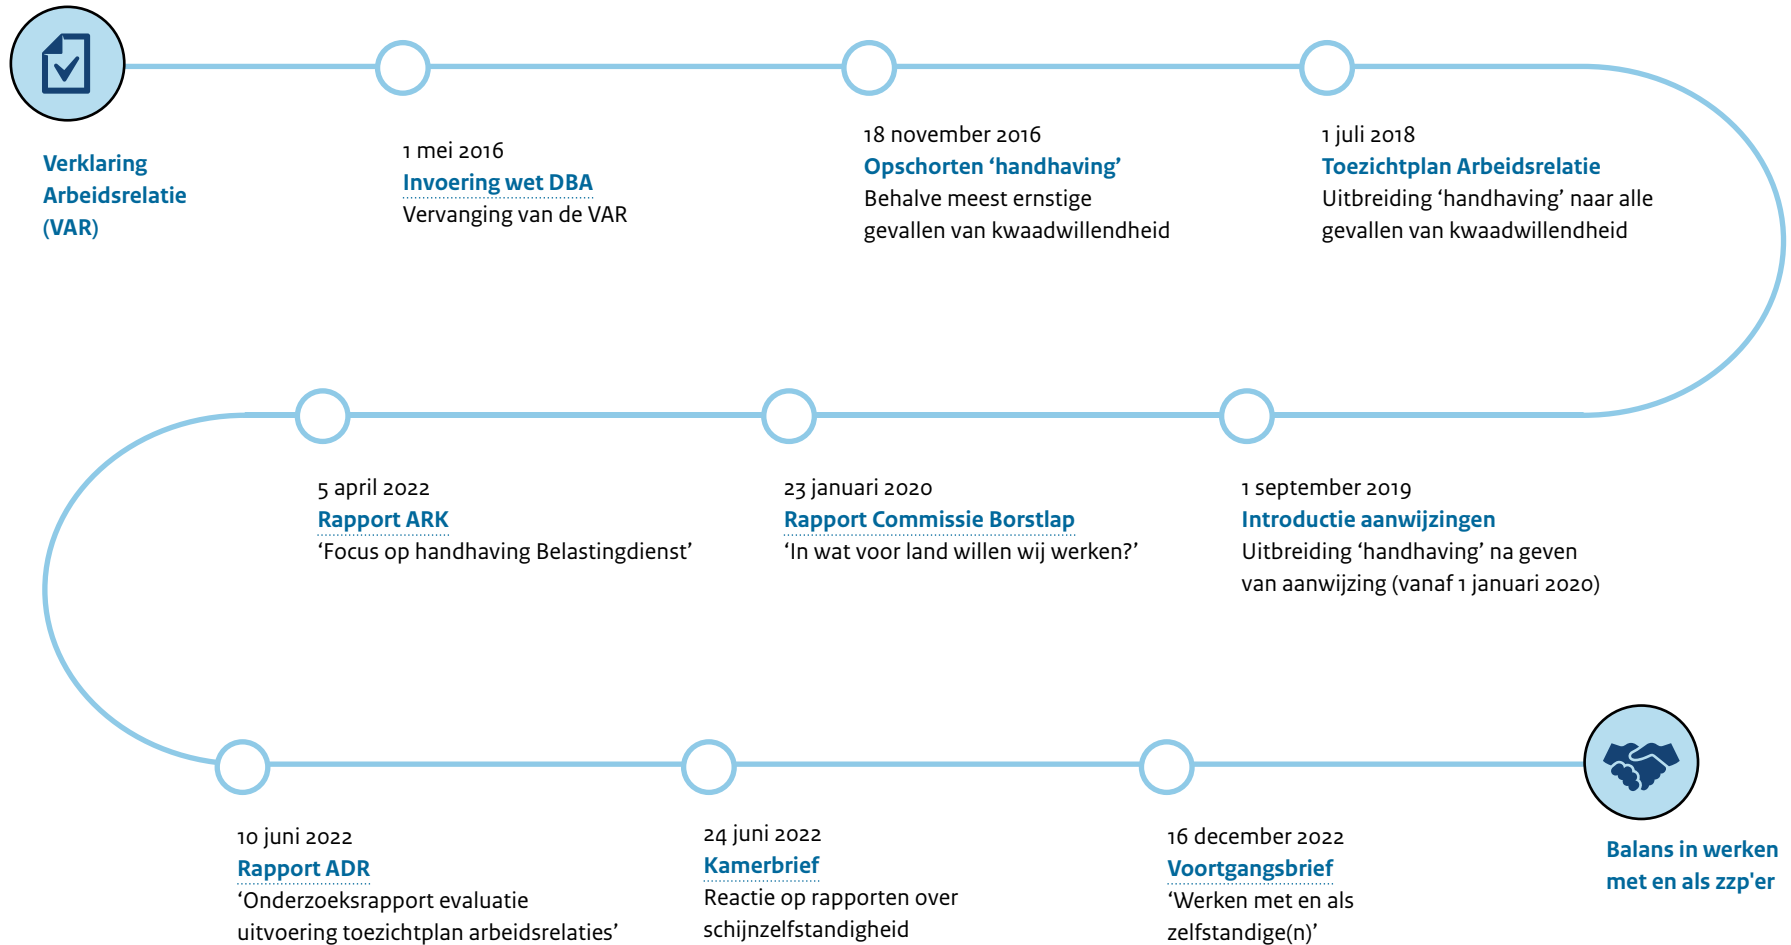 Verklaring
Arbeidsrelatie
(VAR)
1 mei 2016
Invoering wet DBA
Vervanging van de VAR
18 november 2016
Opschorten ‘handhaving’
Behalve meest ernstige
gevallen van kwaadwillendheid
1 juli 2018
Toezichtplan Arbeidsrelatie
Uitbreiding ‘handhaving’ naar alle
gevallen van kwaadwillendheid
1 september 2019
Introductie aanwijzingen
Uitbreiding ‘handhaving’ na geven
van aanwijzing (vanaf 1 januari 2020)
23 januari 2020
Rapport Commissie Borstlap
‘In wat voor land willen wij werken?’
5 april 2022
Rapport ARK
‘Focus op handhaving Belastingdienst’
10 juni 2022
Rapport ADR
‘Onderzoeksrapport evaluatie
uitvoering toezichtplan arbeidsrelaties’
24 juni 2022
Kamerbrief
Reactie op rapporten over
schijnzelfstandigheid
16 december 2022
Voortgangsbrief
‘Werken met en als
zelfstandige(n)’
Balans in werken
met en als zzp'er